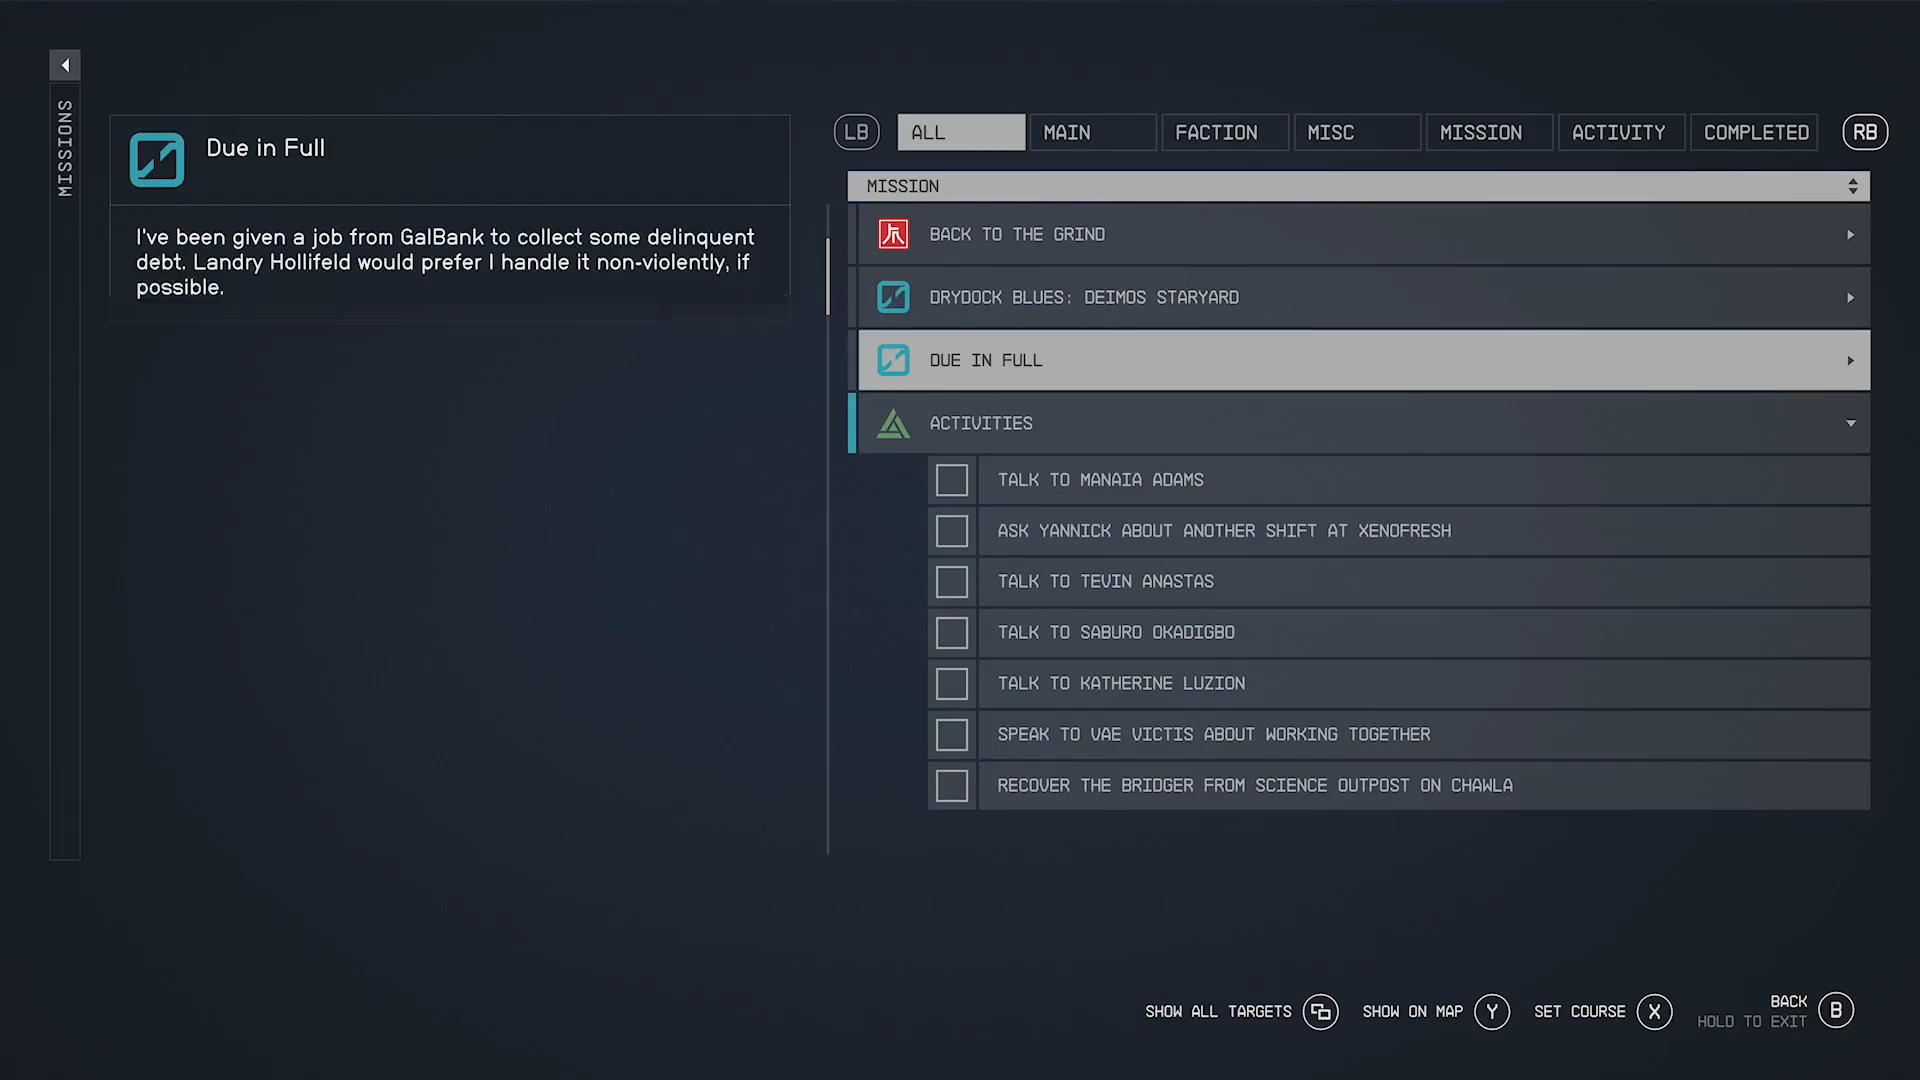 MISSIONS
Due in Full
I've been given a job from GalBank to collect some delinquent
debt. Landry Hollifeld would prefer I handle it non-violently, if
possible.
LB ALL MAIN FACTION MISC MISSION ACTIVITY COMPLETED RB
MISSION
BACK TO THE GRIND
DRYDOCK BLUES: DEIMOS STARYARD
DUE IN FULL
ACTIVITIES
TALK TO MANAIA ADAMS
ASK YANNICK ABOUT ANOTHER SHIFT AT XENOFRESH
TALK TO TEVIN ANASTAS
TALK TO SABURO OKADIGBO
TALK TO KATHERINE LUZION
SPEAK TO VAE VICTIS ABOUT WORKING TOGETHER
RECOVER THE BRIDGER FROM SCIENCE OUTPOST ON CHAWLA
SHOW ALL TARGETS SHOW ON MAP Y SET COURSE X BACK B
HOLD TO EXIT